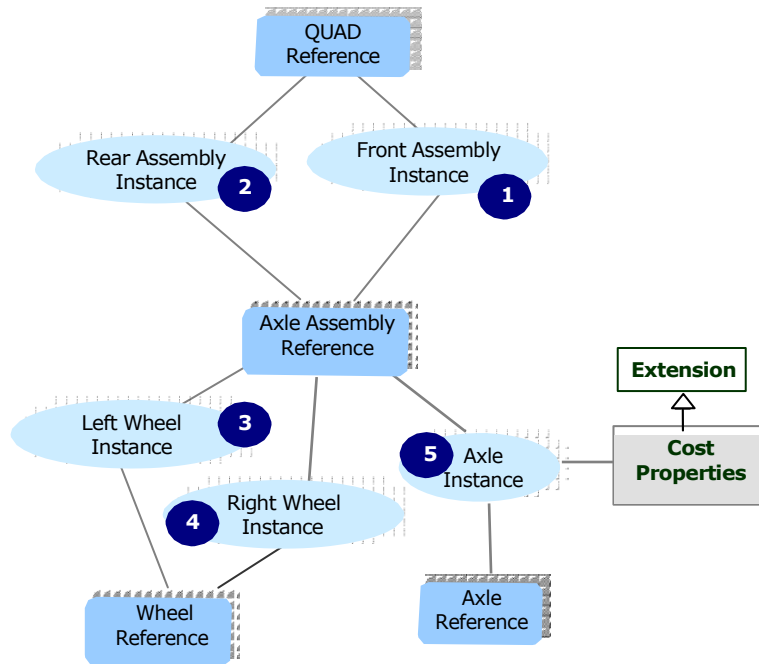 QUAD
Reference
Rear Assembly
Instance
2
Front Assembly
Instance
1
Axle Assembly
Reference
Extension
Left Wheel
Instance
3
Cost
Properties
5
Axle
Instance
Right Wheel
Instance
4
Wheel
Reference
Axle
Reference